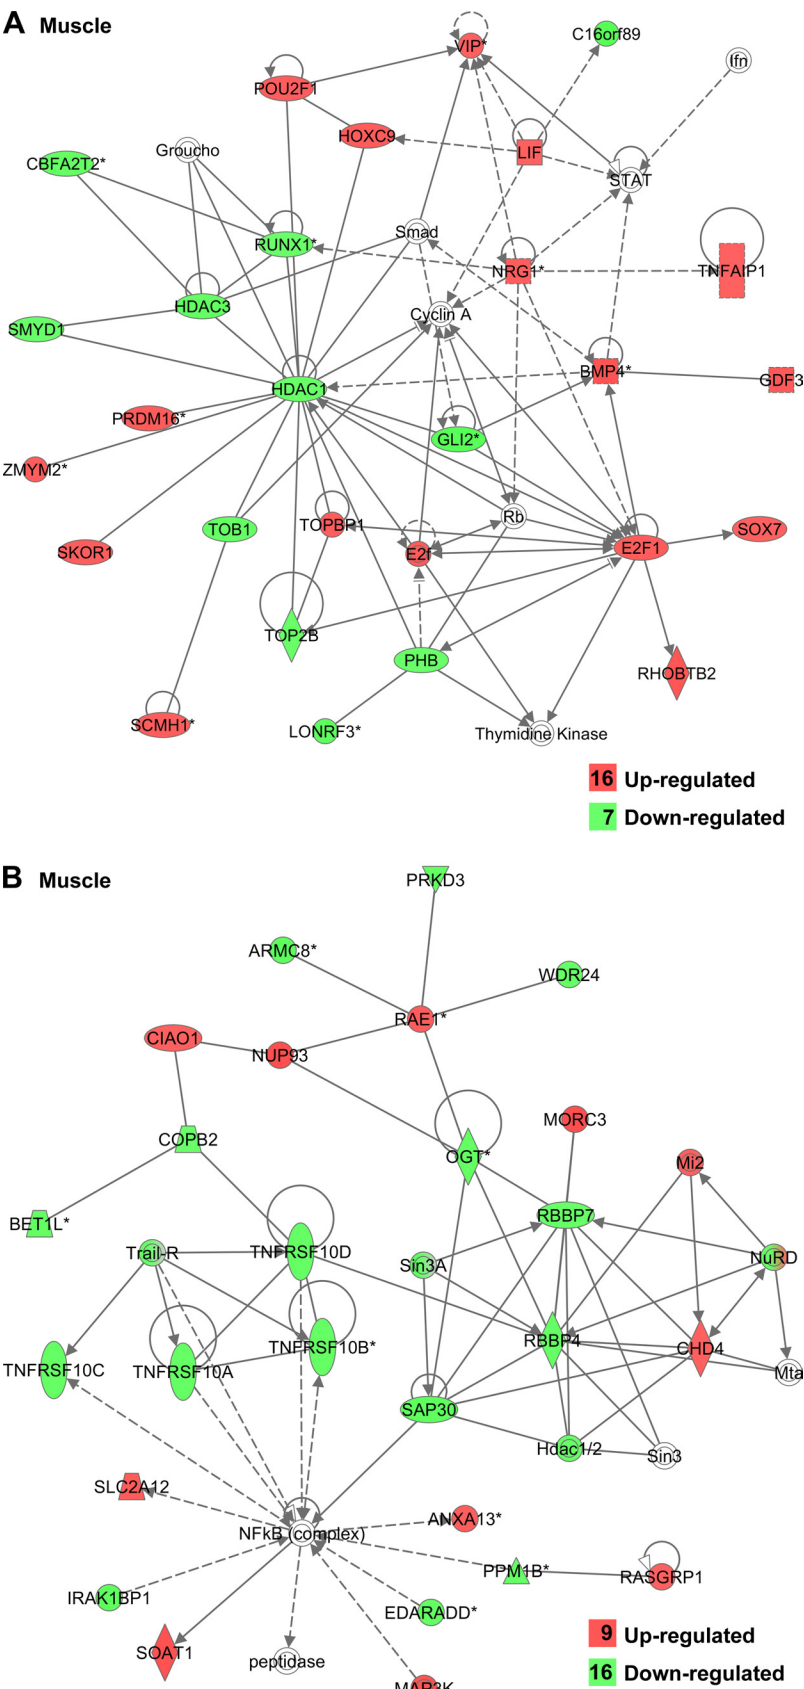 A Muscle
VIP*
C16orf89
Ifn
POU2F1
HOXC9
LIF
CBFA2T2*
Groucho
STAT
RUNX1*
Smad
NRG1*
TNFAIP1
HDAC3
Cyclin A
SMYD1
BMP4*
GDF3
HDAC1
PRDM16*
GLI2*
ZMYM2*
TOB1
TOPBP1
Rb
SKOR1
E2f
E2F1
SOX7
TOP2B
PHB
RHOBTB2
SCMH1*
LONRF3*
Thymidine Kinase
16 Up-regulated
7 Down-regulated
B Muscle
PRKD3
ARMC8*
WDR24
RAE1*
CIAO1
NUP93
MORC3
COPB2
OGT*
Mi2
BET1L*
RBBP7
Trail-R
TNFRSF10D
Sin3A
NuRD
TNFRSF10C
TNFRSF10A
TNFRSF10B*
RBBP4
CHD4
Mta
SAP30
Hdac1/2
Sin3
SLC2A12
NFkB (complex)
ANXA13*
PPM1B*
RASGRP1
IRAK1BP1
EDARADD*
SOAT1
peptidase
9 Up-regulated
16 Down-regulated
MAP3K